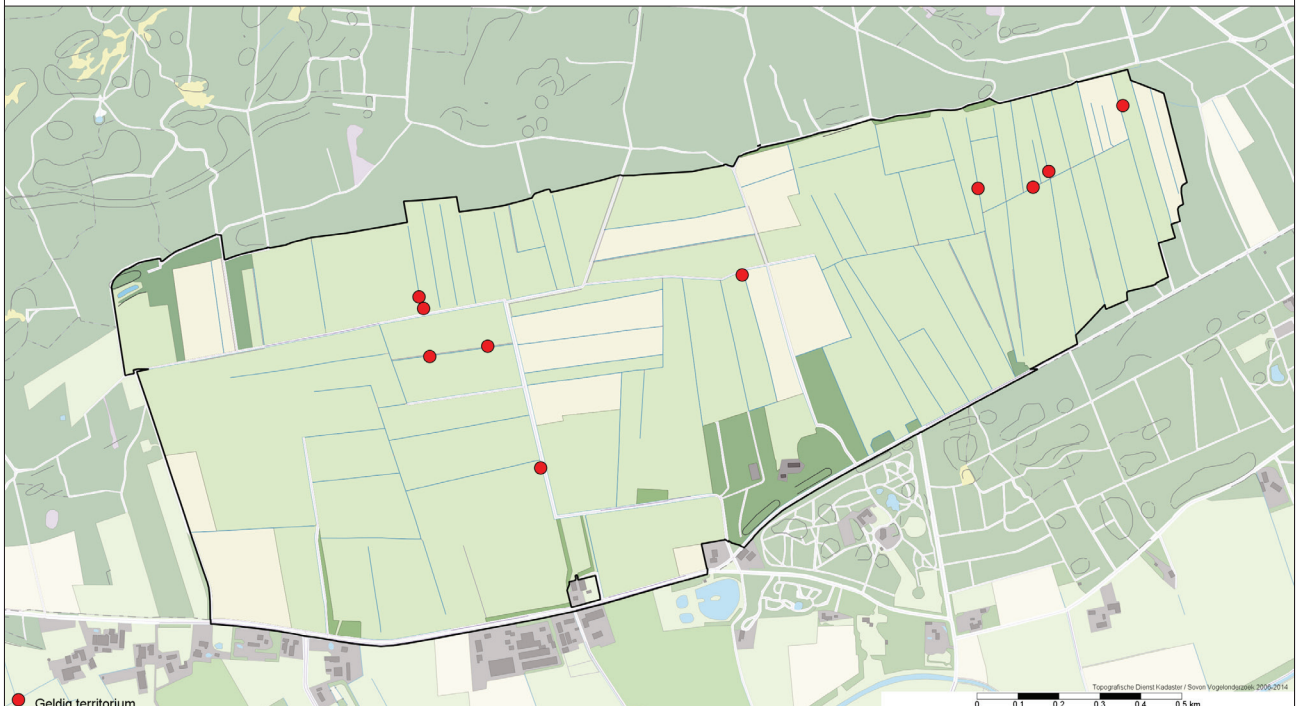 Topografische Dienst Kadaster / Sovon Vogelonderzoek 2006-2014
Geldig territorium
0 0.1 0.2 0.3 0.4 0.5 km